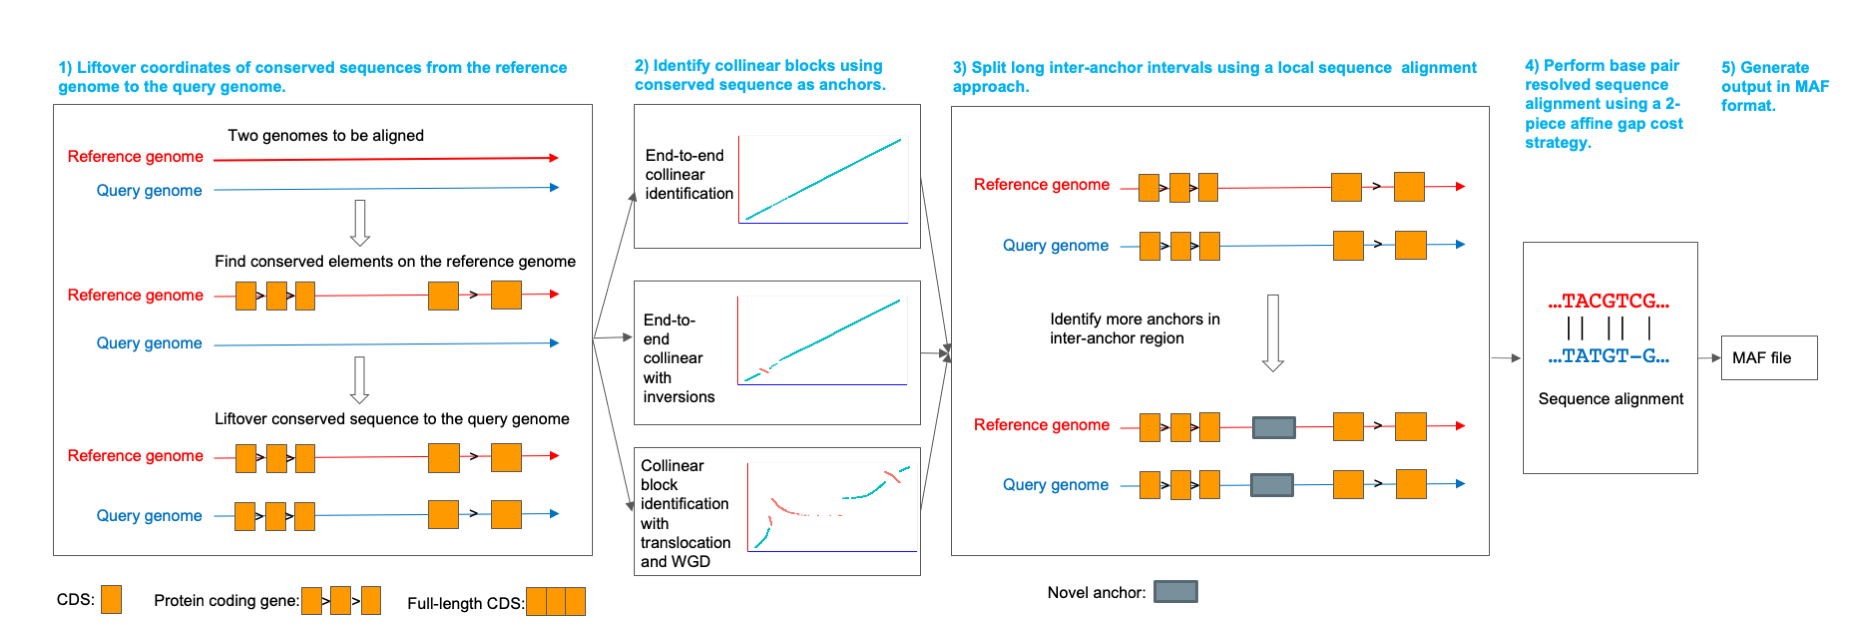 1) Liftover coordinates of conserved sequences from the reference
genome to the query genome.
Two genomes to be aligned
Reference genome
Query genome
Find conserved elements on the reference genome
Reference genome
> > >
Query genome
Liftover conserved sequence to the query genome
Reference genome
> > >
Query genome
> > >
CDS:
Protein coding gene:
> >
Full-length CDS:
2) Identify collinear blocks using
conserved sequence as anchors.
End-to-end
collinear
identification
End-to-
end
collinear
with
inversions
Collinear
block
identification
with
translocation
and WGD
3) Split long inter-anchor intervals using a local sequence alignment
approach.
Reference genome
> > >
Query genome
> > >
Identify more anchors in
inter-anchor region
Reference genome
> > >
Query genome
> > >
Novel anchor:
4) Perform base pair
resolved sequence
alignment using a 2-
piece affine gap cost
strategy.
...TACGTCG...
|| || |
...TATGT–G...
Sequence alignment
5) Generate
output in MAF
format.
MAF file